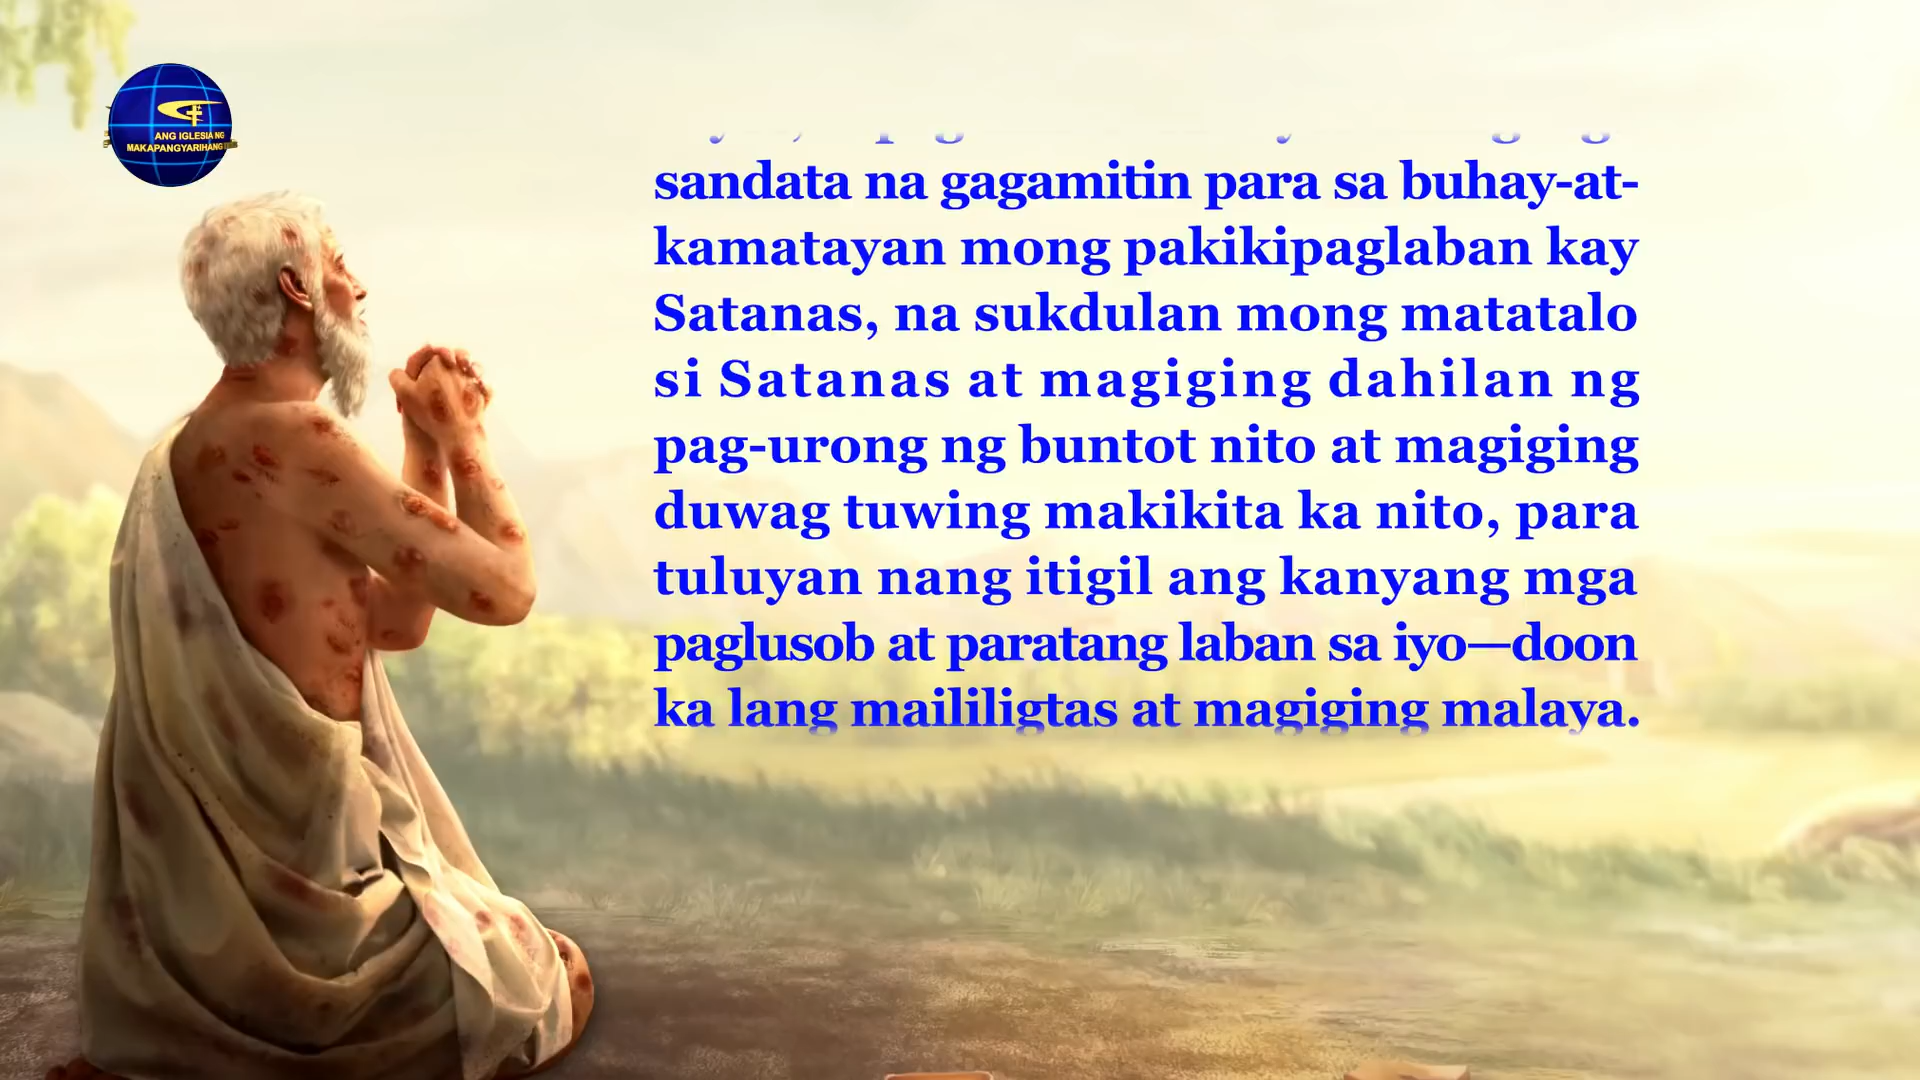 ANG IGLESIA NG
MAKAPANGYARIHANG
sandata na gagamitin para sa buhay-at-
kamatayan mong pakikipaglaban kay
Satanas, na sukdulan mong matatalo
si Satanas at magiging dahilan ng
pag-urong ng buntot nito at magiging
duwag tuwing makikita ka nito, para
tuluyan nang itigil ang kanyang mga
paglusob at paratang laban sa iyo—doon
ka lang maililigtas at magiging malaya.